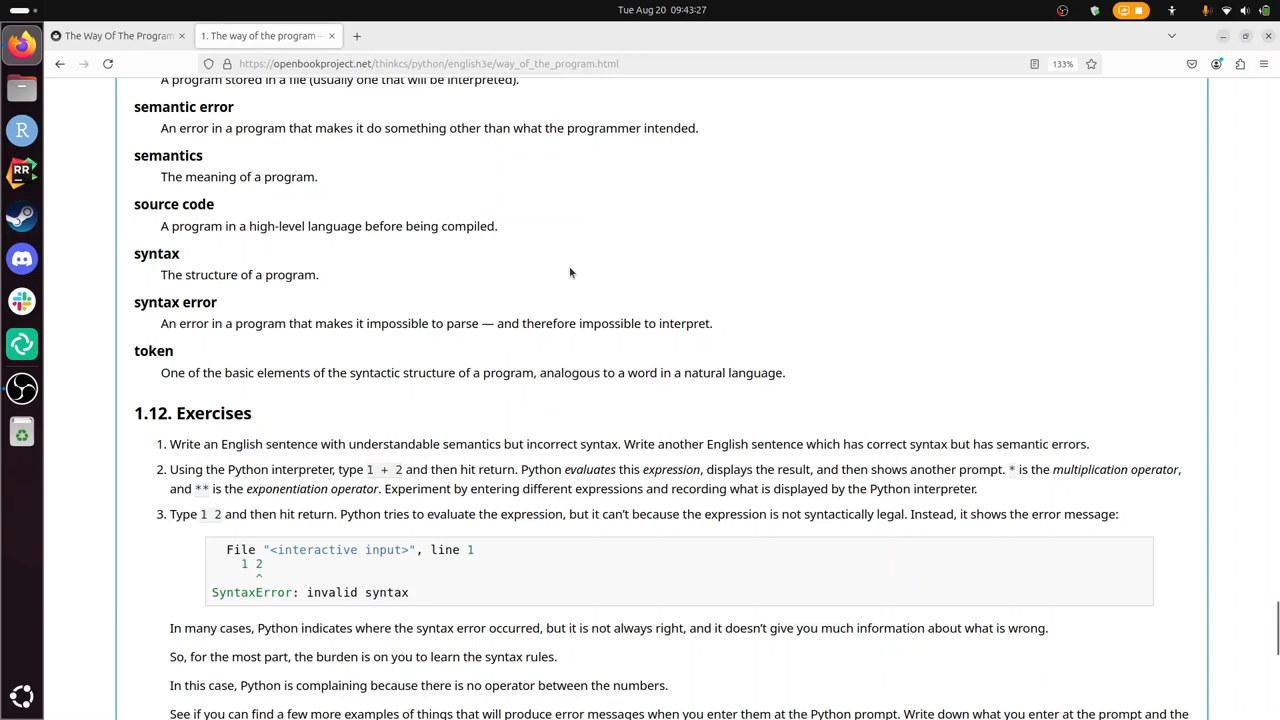 Tue Aug 20 09:43:27
The Way Of The Program
1. The way of the program —
https://openbookproject.net/thinkcs/python/english3e/way_of_the_program.html
133%
A program stored in a file (usually one that will be interpreted).
semantic error
An error in a program that makes it do something other than what the programmer intended.
semantics
The meaning of a program.
source code
A program in a high-level language before being compiled.
syntax
The structure of a program.
syntax error
An error in a program that makes it impossible to parse — and therefore impossible to interpret.
token
One of the basic elements of the syntactic structure of a program, analogous to a word in a natural language.
1.12. Exercises
1. Write an English sentence with understandable semantics but incorrect syntax. Write another English sentence which has correct syntax but has semantic errors.
2. Using the Python interpreter, type 1 + 2 and then hit return. Python evaluates this expression, displays the result, and then shows another prompt. * is the multiplication operator,
and ** is the exponentiation operator. Experiment by entering different expressions and recording what is displayed by the Python interpreter.
3. Type 1 2 and then hit return. Python tries to evaluate the expression, but it can’t because the expression is not syntactically legal. Instead, it shows the error message:
File "<interactive input>", line 1
1 2
^
SyntaxError: invalid syntax
In many cases, Python indicates where the syntax error occurred, but it is not always right, and it doesn’t give you much information about what is wrong.
So, for the most part, the burden is on you to learn the syntax rules.
In this case, Python is complaining because there is no operator between the numbers.
See if you can find a few more examples of things that will produce error messages when you enter them at the Python prompt. Write down what you enter at the prompt and the
R
RR